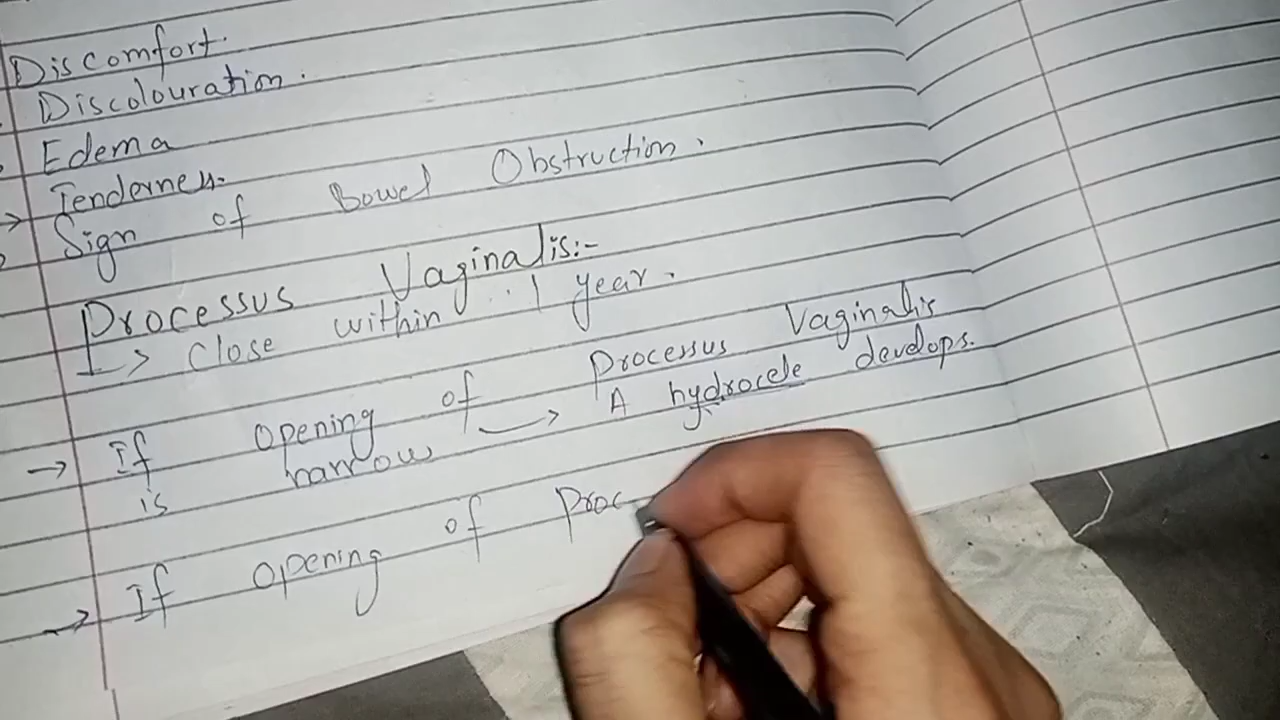 Discomfort.
Discolouration.
Edema
→ Tenderness.
Sign of Bowel Obstruction.
Processus Vaginalis:-
↳ Close within 1 year.
→ If opening of Processus Vaginalis
is narrow → A hydrocele develops.
→ If opening of Proc